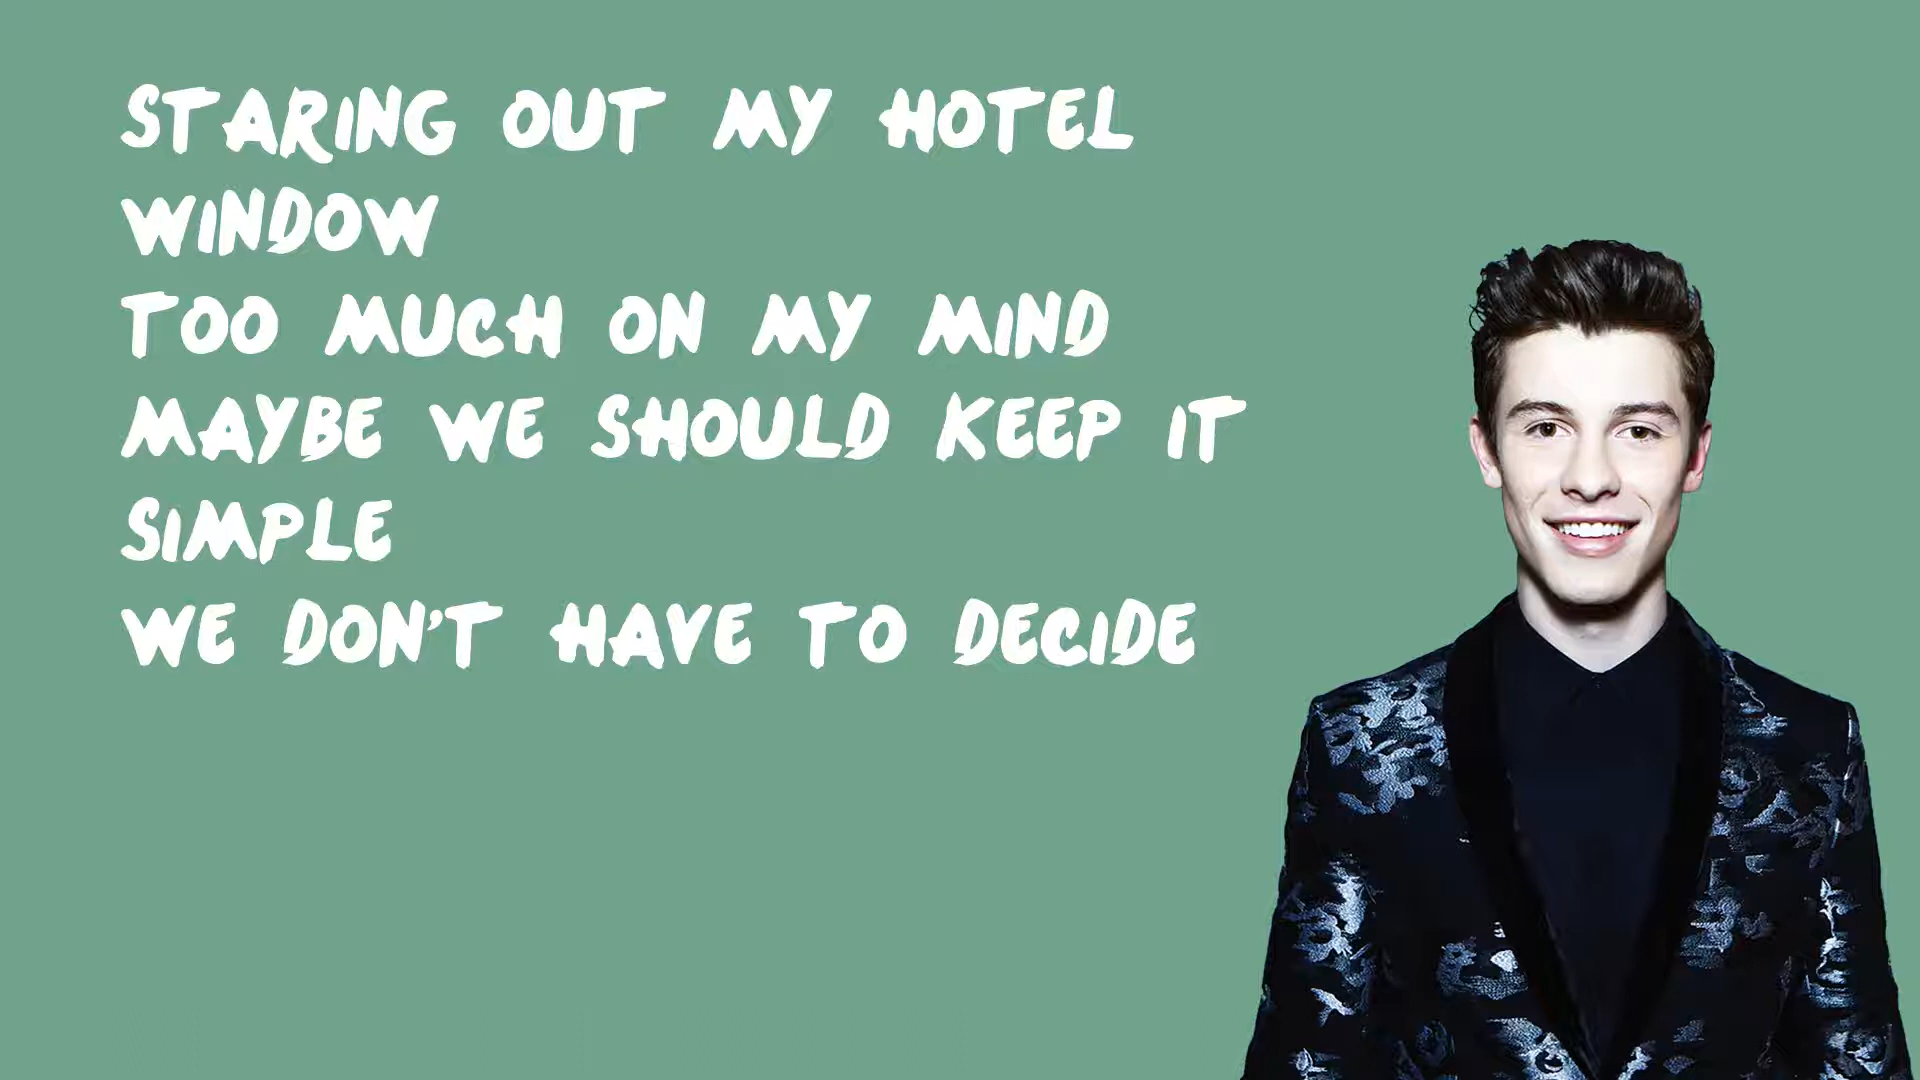 STARING OUT MY HOTEL
WINDOW
TOO MUCH ON MY MIND
MAYBE WE SHOULD KEEP IT
SIMPLE
WE DON'T HAVE TO DECIDE